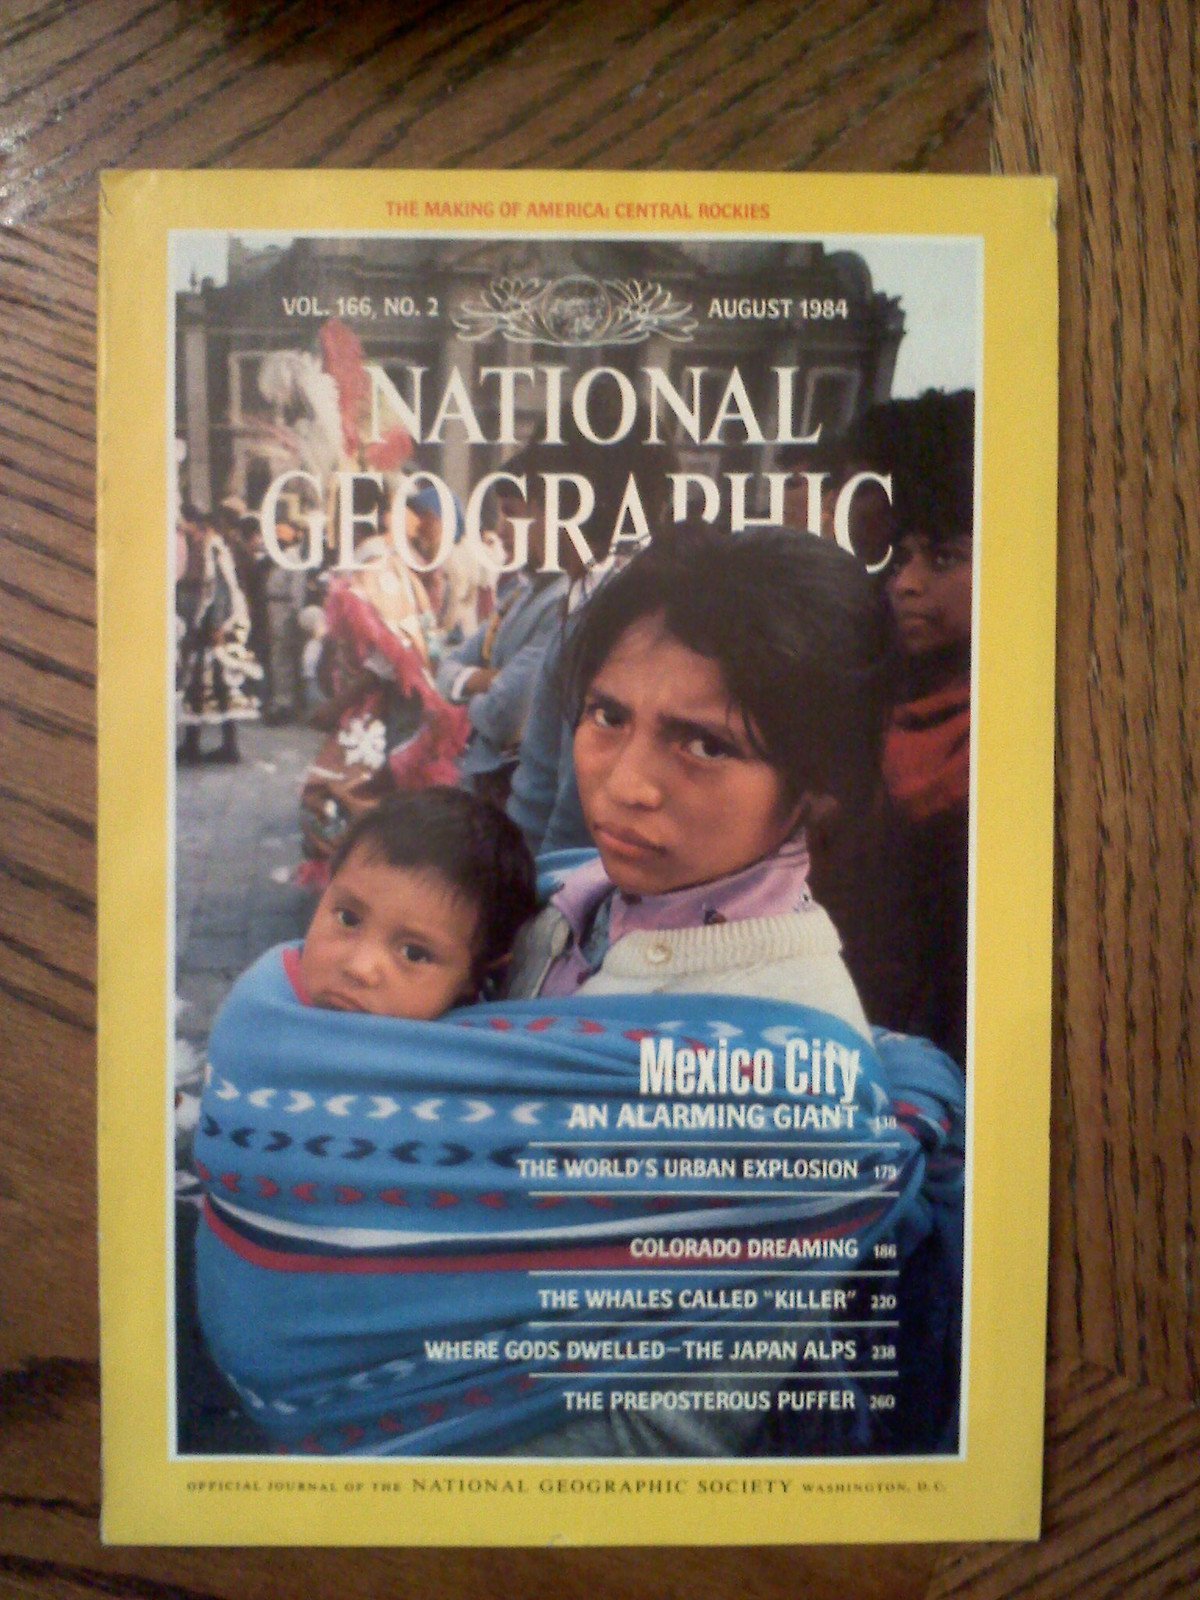 THE MAKING OF AMERICA: CENTRAL ROCKIES
VOL. 166, NO. 2 AUGUST 1984
NATIONAL
GEOGRAPHIC
Mexico City
AN ALARMING GIANT 138
THE WORLD'S URBAN EXPLOSION 179
COLORADO DREAMING 186
THE WHALES CALLED "KILLER" 220
WHERE GODS DWELLED—THE JAPAN ALPS 238
THE PREPOSTEROUS PUFFER 260
OFFICIAL JOURNAL OF THE NATIONAL GEOGRAPHIC SOCIETY WASHINGTON, D.C.